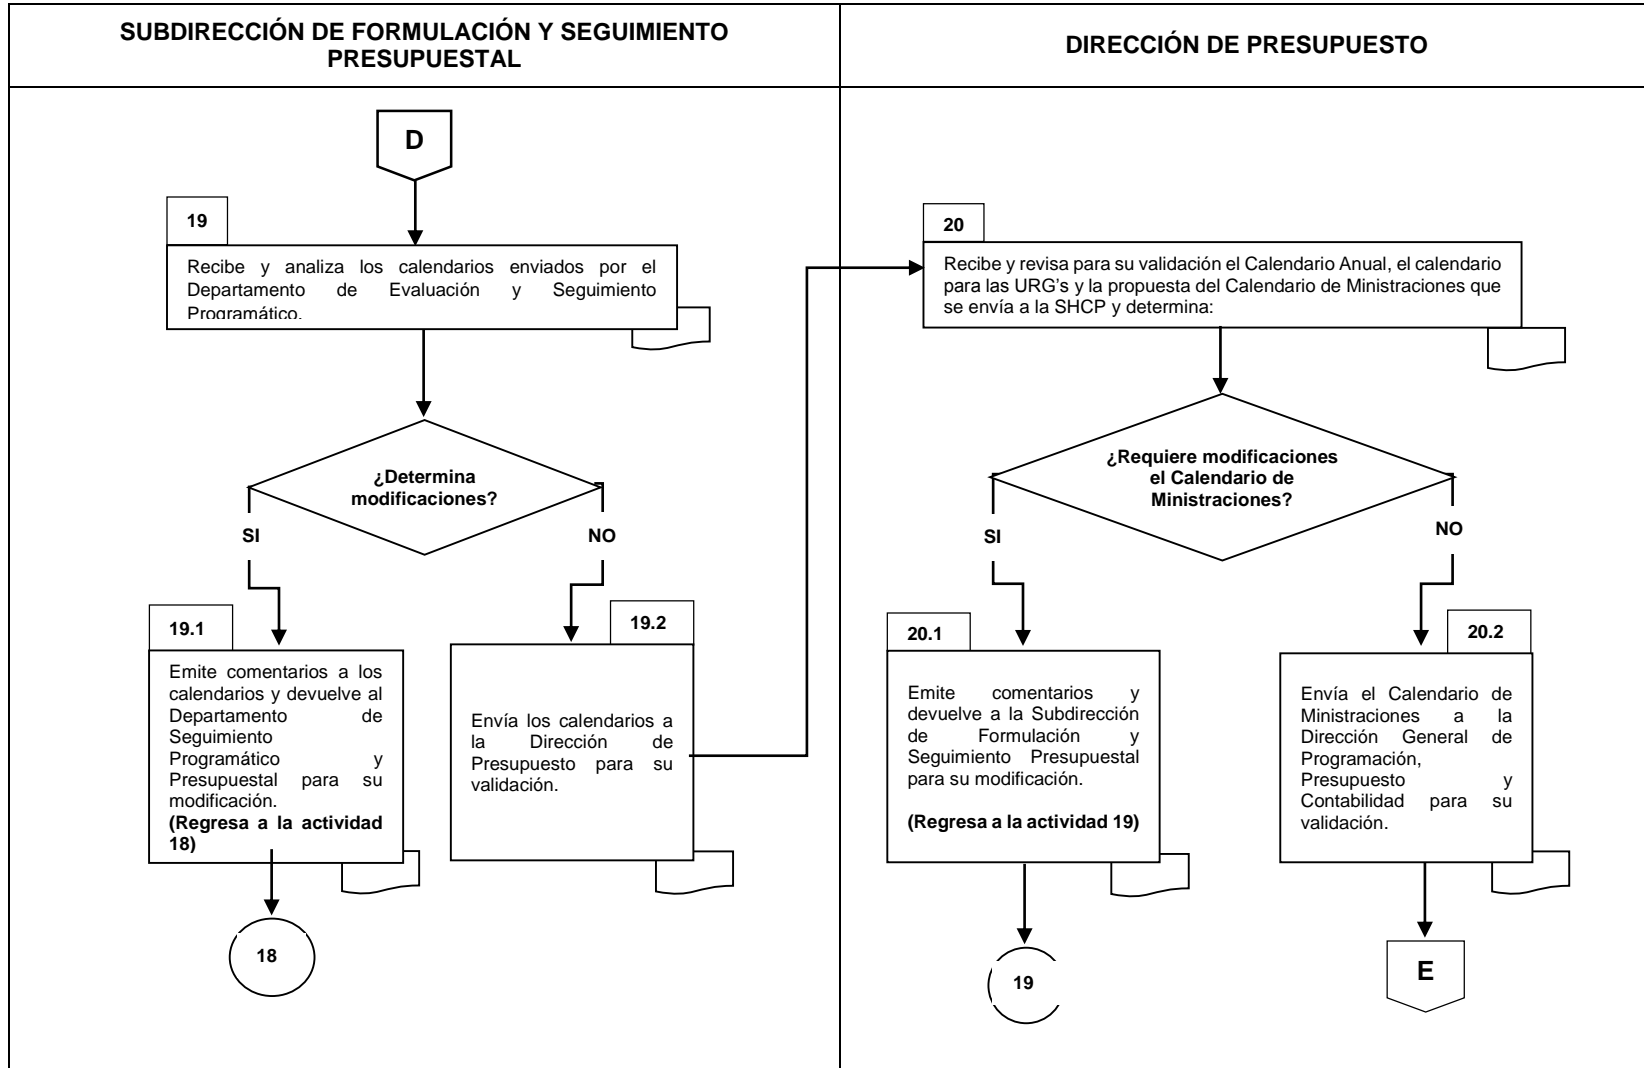 SUBDIRECCIÓN DE FORMULACIÓN Y SEGUIMIENTO
PRESUPUESTAL
DIRECCIÓN DE PRESUPUESTO
D
19
Recibe y analiza los calendarios enviados por el
Departamento de Evaluación y Seguimiento
Programático.
¿Determina
modificaciones?
SI
NO
19.1
Emite comentarios a los
calendarios y devuelve al
Departamento de
Seguimiento
Programático y
Presupuestal para su
modificación.
(Regresa a la actividad
18)
18
19.2
Envía los calendarios a
la Dirección de
Presupuesto para su
validación.
20
Recibe y revisa para su validación el Calendario Anual, el calendario
para las URG's y la propuesta del Calendario de Ministraciones que
se envía a la SHCP y determina:
¿Requiere modificaciones
el Calendario de
Ministraciones?
SI
NO
20.1
Emite comentarios y
devuelve a la Subdirección
de Formulación y
Seguimiento Presupuestal
para su modificación.
(Regresa a la actividad 19)
19
20.2
Envía el Calendario de
Ministraciones a la
Dirección General de
Programación,
Presupuesto y
Contabilidad para su
validación.
E